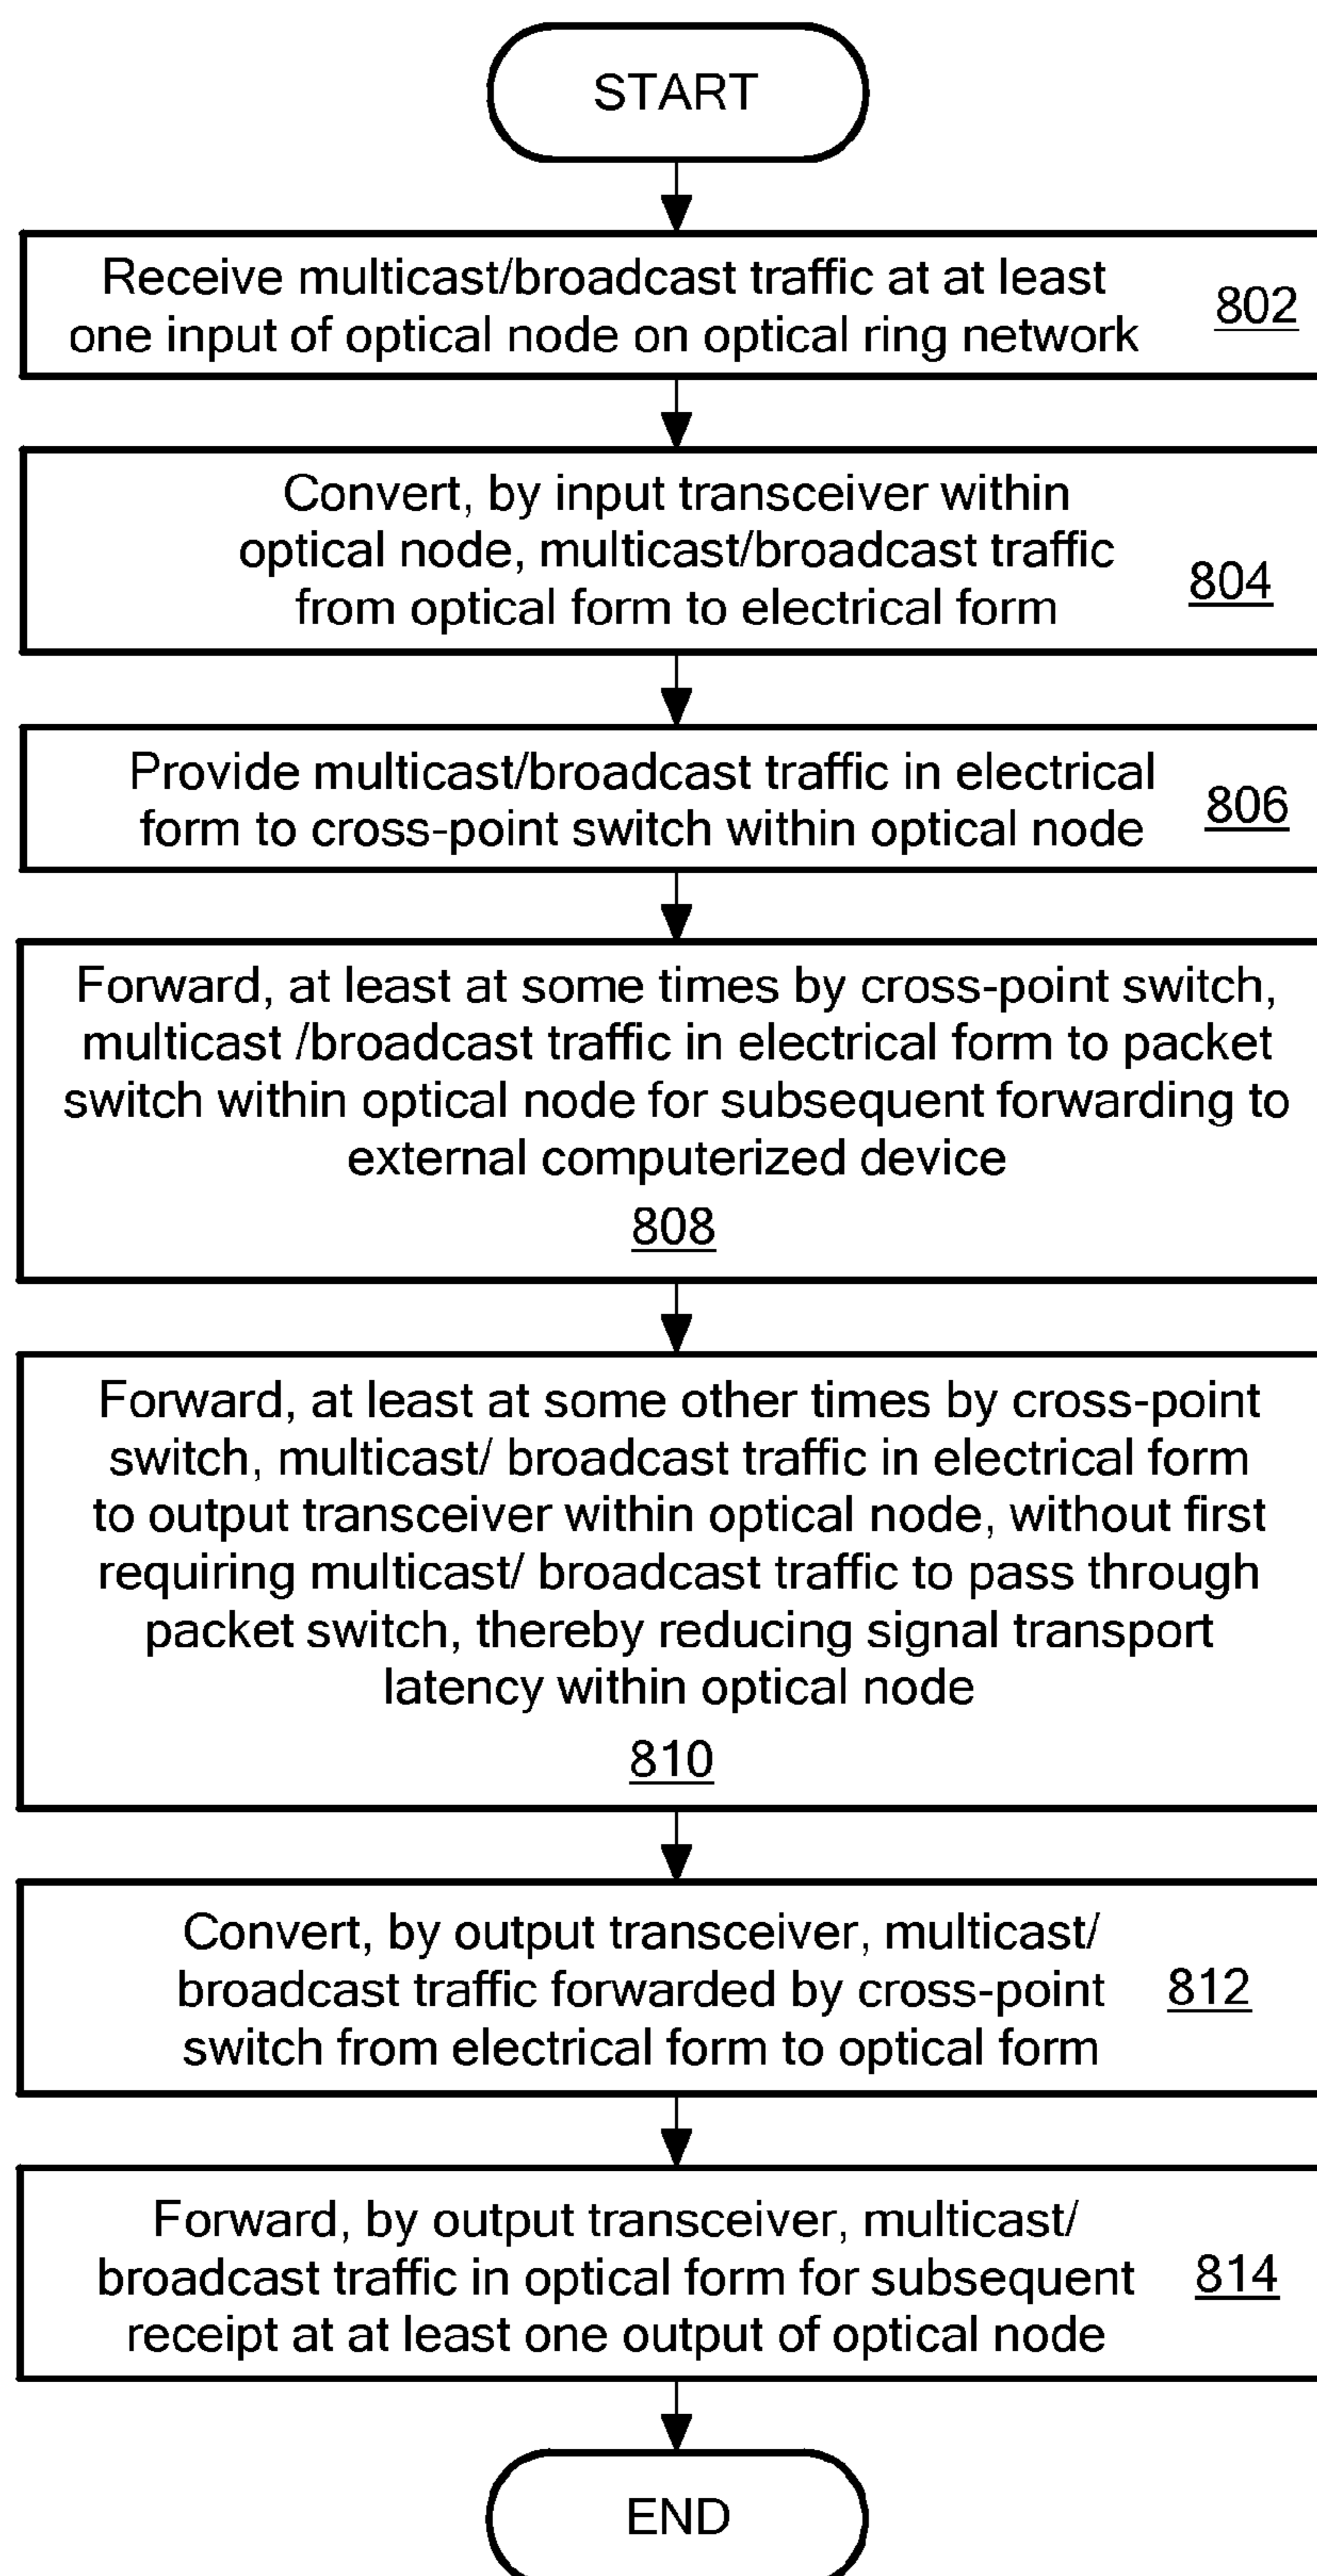 START
Receive multicast/broadcast traffic at at least
one input of optical node on optical ring network
802
Convert, by input transceiver within
optical node, multicast/broadcast traffic
from optical form to electrical form
804
Provide multicast/broadcast traffic in electrical
form to cross-point switch within optical node
806
Forward, at least at some times by cross-point switch,
multicast /broadcast traffic in electrical form to packet
switch within optical node for subsequent forwarding to
external computerized device
808
Forward, at least at some other times by cross-point
switch, multicast/ broadcast traffic in electrical form
to output transceiver within optical node, without first
requiring multicast/ broadcast traffic to pass through
packet switch, thereby reducing signal transport
latency within optical node
810
Convert, by output transceiver, multicast/
broadcast traffic forwarded by cross-point
switch from electrical form to optical form
812
Forward, by output transceiver, multicast/
broadcast traffic in optical form for subsequent
receipt at at least one output of optical node
814
END